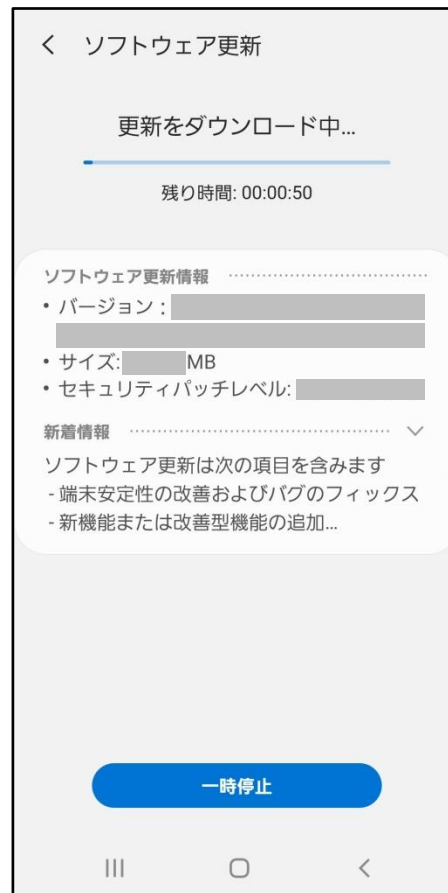 ソフトウェア更新
更新をダウンロード中...
残り時間: 00:00:50
ソフトウェア更新情報
• バージョン :
• サイズ: MB
• セキュリティパッチレベル:
新着情報
ソフトウェア更新は次の項目を含みます
- 端末安定性の改善およびバグのフィックス
- 新機能または改善型機能の追加...
一時停止